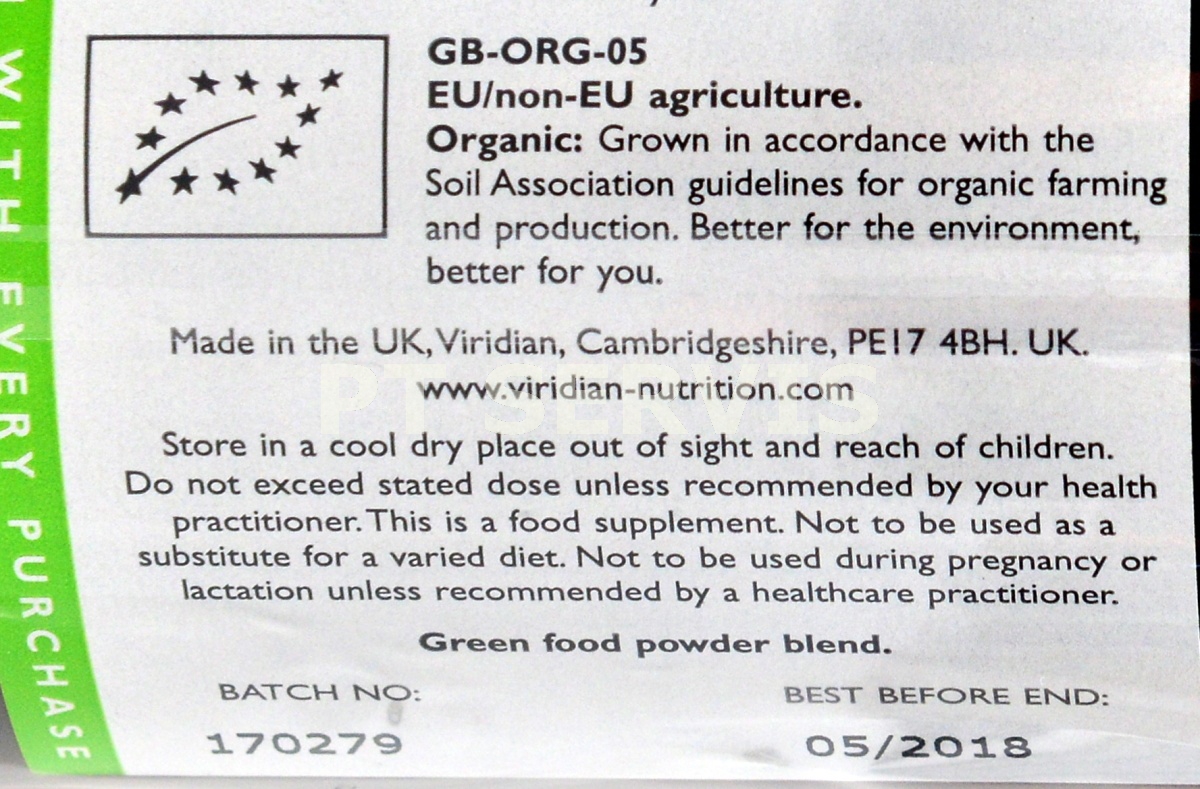 WITH EVERY PURCHASE
GB-ORG-05
EU/non-EU agriculture.
Organic: Grown in accordance with the
Soil Association guidelines for organic farming
and production. Better for the environment,
better for you.
Made in the UK, Viridian, Cambridgeshire, PE17 4BH. UK.
www.viridian-nutrition.com
PT SERVIS
Store in a cool dry place out of sight and reach of children.
Do not exceed stated dose unless recommended by your health
practitioner. This is a food supplement. Not to be used as a
substitute for a varied diet. Not to be used during pregnancy or
lactation unless recommended by a healthcare practitioner.
Green food powder blend.
BATCH NO:
170279
BEST BEFORE END:
05/2018